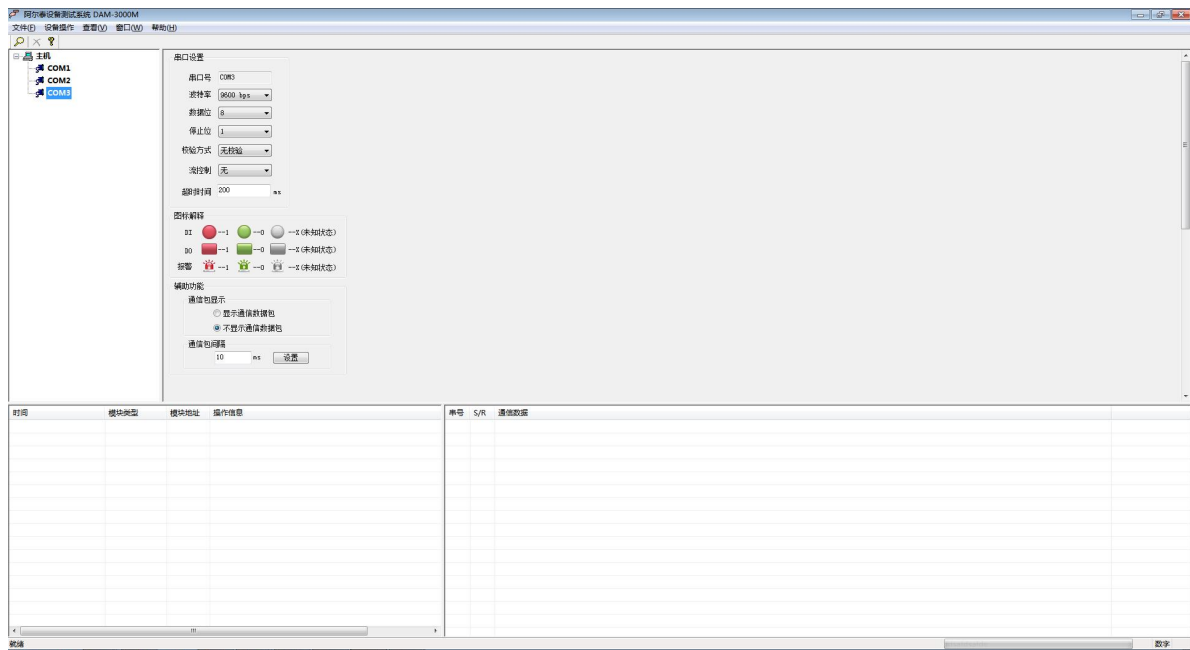 阿尔泰设备测试系统 DAM-3000M
文件(F) 设备操作 查看(V) 窗口(W) 帮助(H)
主机
COM1
COM2
COM3
串口设置
串口号 COM3
波特率 9600 bps
数据位 8
停止位 1
校验方式 无校验
流控制 无
超时时间 200 ms
图标解释
DI --1 --0 --X(未知状态)
DO --1 --0 --X(未知状态)
报警 --1 --0 --X(未知状态)
辅助功能
通信包显示
显示通信数据包
不显示通信数据包
通信包间隔
10 ms 设置
时间 模块类型 模块地址 操作信息
串号 S/R 通信数据
就绪 数字